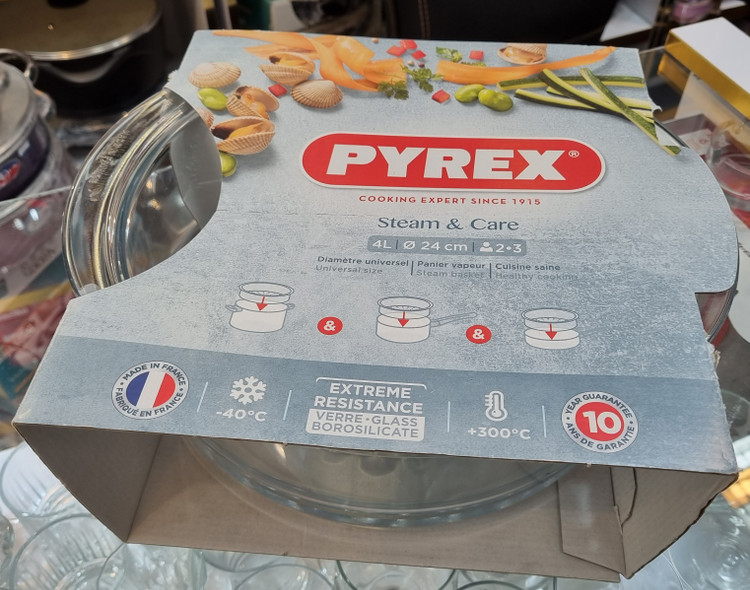 PYREX®
COOKING EXPERT SINCE 1915
Steam & Care
4L | Ø 24 cm | 2•3
Diamètre universel | Panier vapeur | Cuisine saine
Universal size | Steam basket | Healthy cooking
& &
MADE IN FRANCE
FABRIQUÉ EN FRANCE
-40°C
EXTREME
RESISTANCE
VERRE•GLASS
BOROSILICATE
+300°C
YEAR GUARANTEE
10
ANS DE GARANTIE